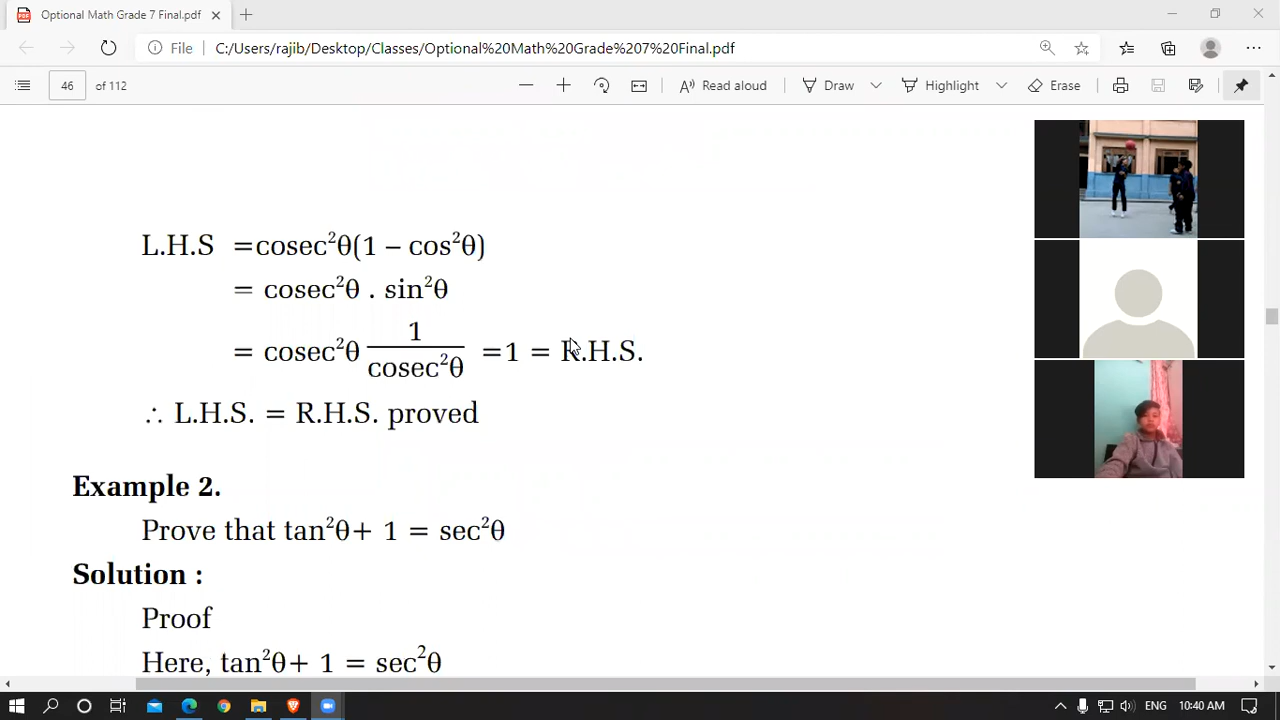 Optional Math Grade 7 Final.pdf
File C:/Users/rajib/Desktop/Classes/Optional%20Math%20Grade%207%20Final.pdf
46 of 112 Read aloud Draw Highlight Erase
L.H.S =cosec²θ(1 – cos²θ)
= cosec²θ . sin²θ
= cosec²θ 1/cosec²θ =1 = R.H.S.
∴ L.H.S. = R.H.S. proved
Example 2.
Prove that tan²θ+ 1 = sec²θ
Solution :
Proof
Here, tan²θ+ 1 = sec²θ
ENG 10:40 AM